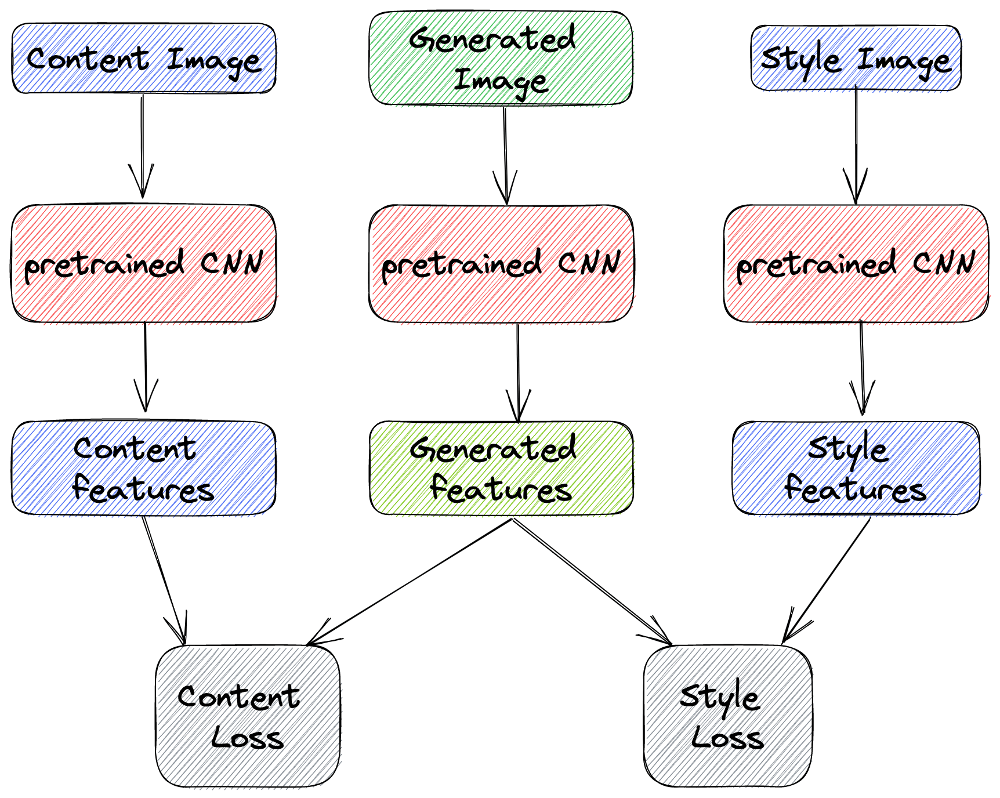 Content Image
Generated
Image
Style Image
pretrained CNN
pretrained CNN
pretrained CNN
Content
features
Generated
features
Style
features
Content
Loss
Style
Loss